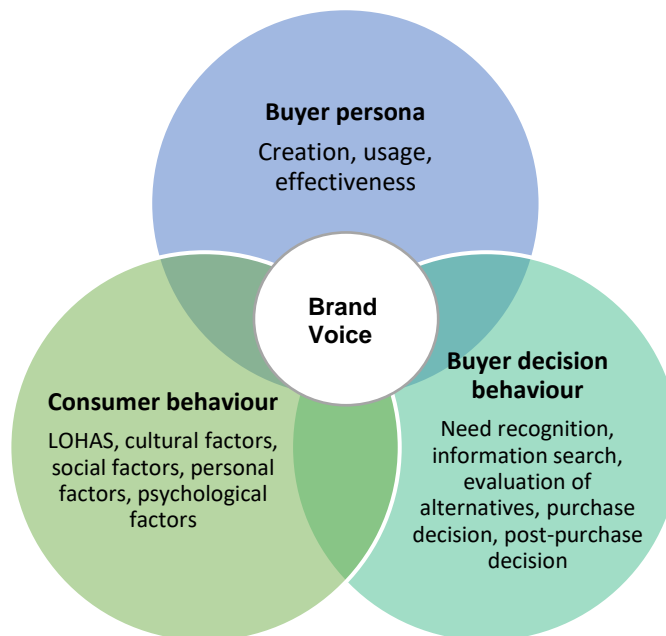 Buyer persona
Creation, usage,
effectiveness
Brand
Voice
Consumer behaviour
LOHAS, cultural factors,
social factors, personal
factors, psychological
factors
Buyer decision
behaviour
Need recognition,
information search,
evaluation of
alternatives, purchase
decision, post-purchase
decision